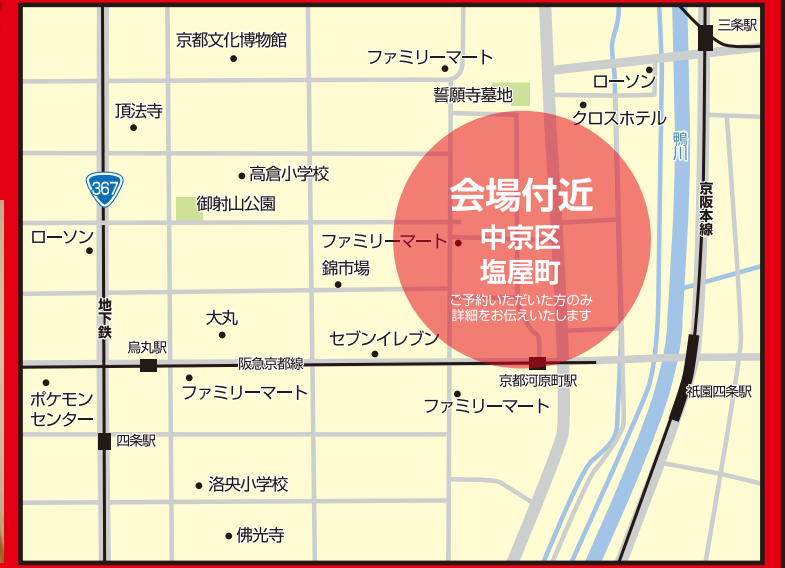 三条駅
京都文化博物館
ファミリーマート
ローソン
誓願寺墓地
頂法寺
クロスホテル
鴨川
高倉小学校
367
会場付近
京阪本線
御射山公園
中京区
ローソン
ファミリーマート
塩屋町
錦市場
ご予約いただいた方のみ
詳細をお伝えいたします
地下鉄
大丸
セブンイレブン
烏丸駅
阪急京都線
京都河原町駅
ポケモン
センター
ファミリーマート
ファミリーマート
祇園四条駅
四条駅
洛央小学校
佛光寺